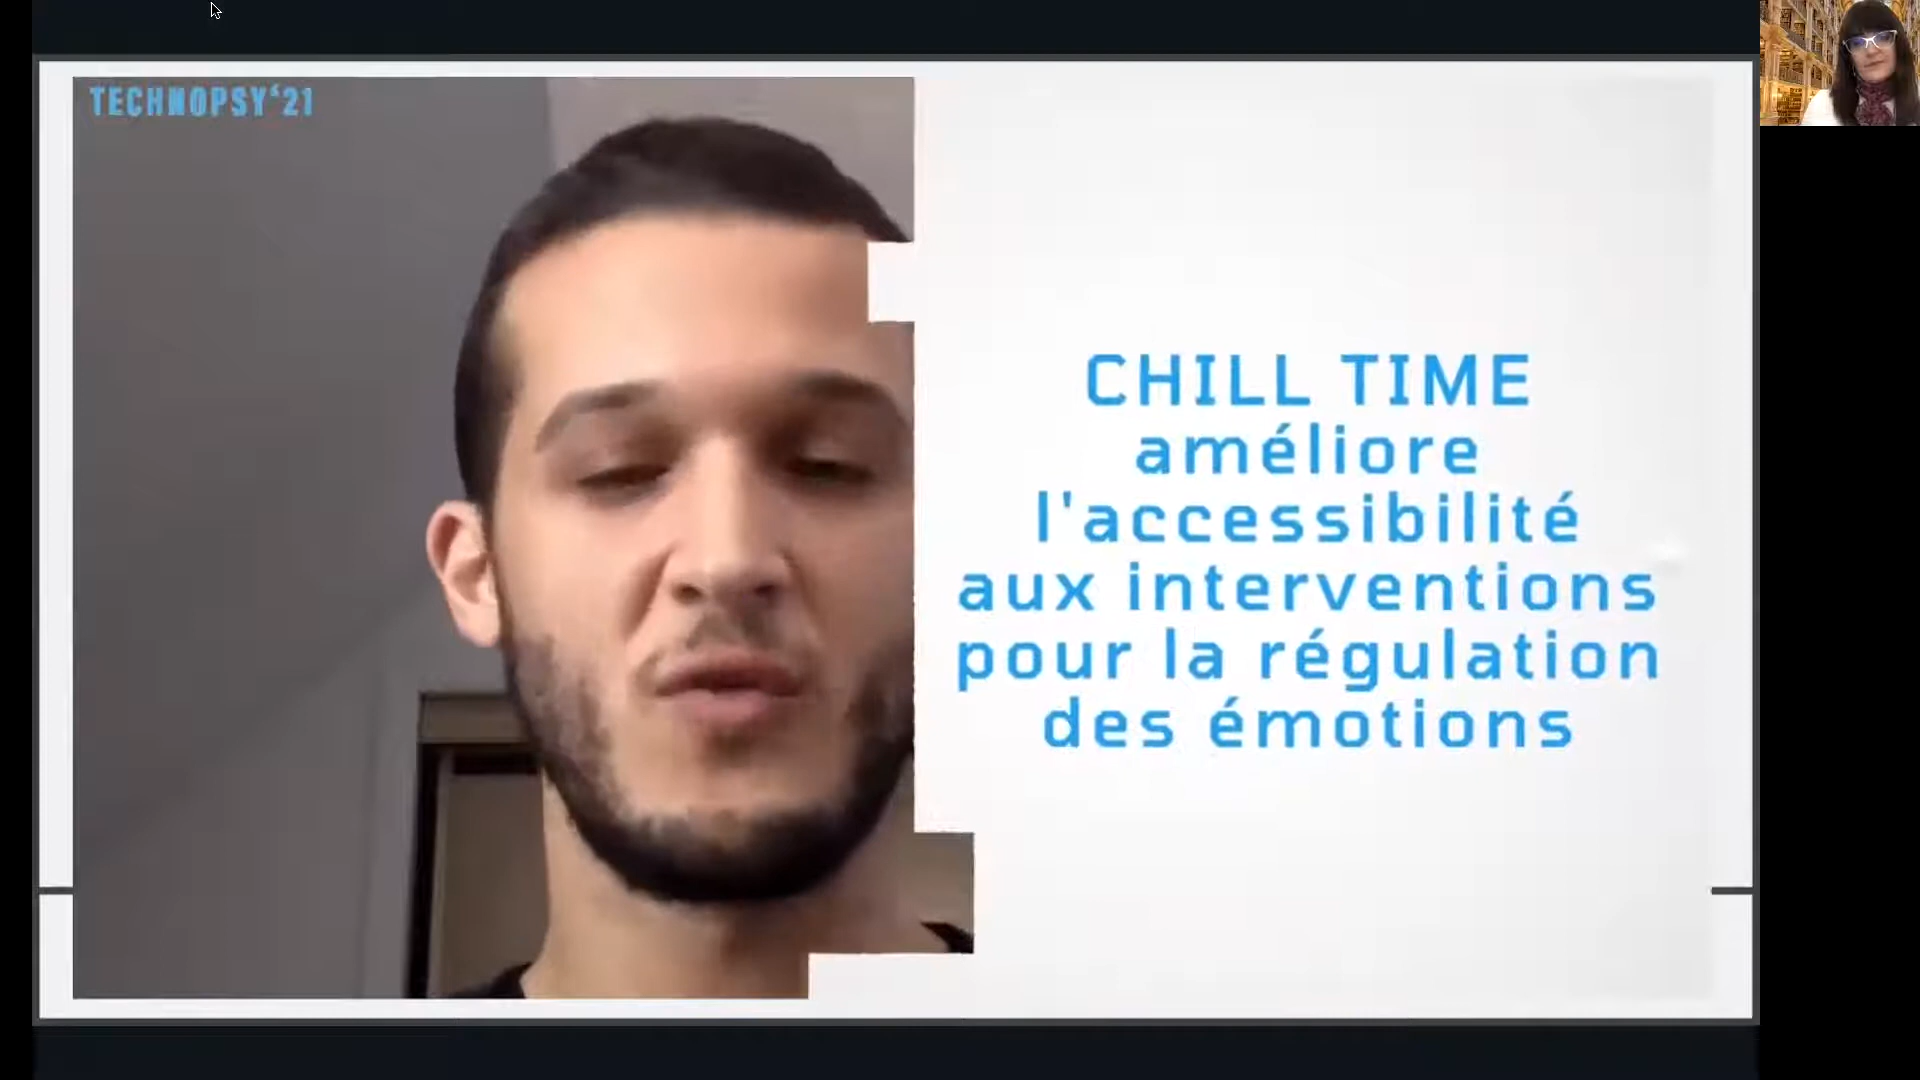 TECHNOPSY‘21
CHILL TIME
améliore
l'accessibilité
aux interventions
pour la régulation
des émotions